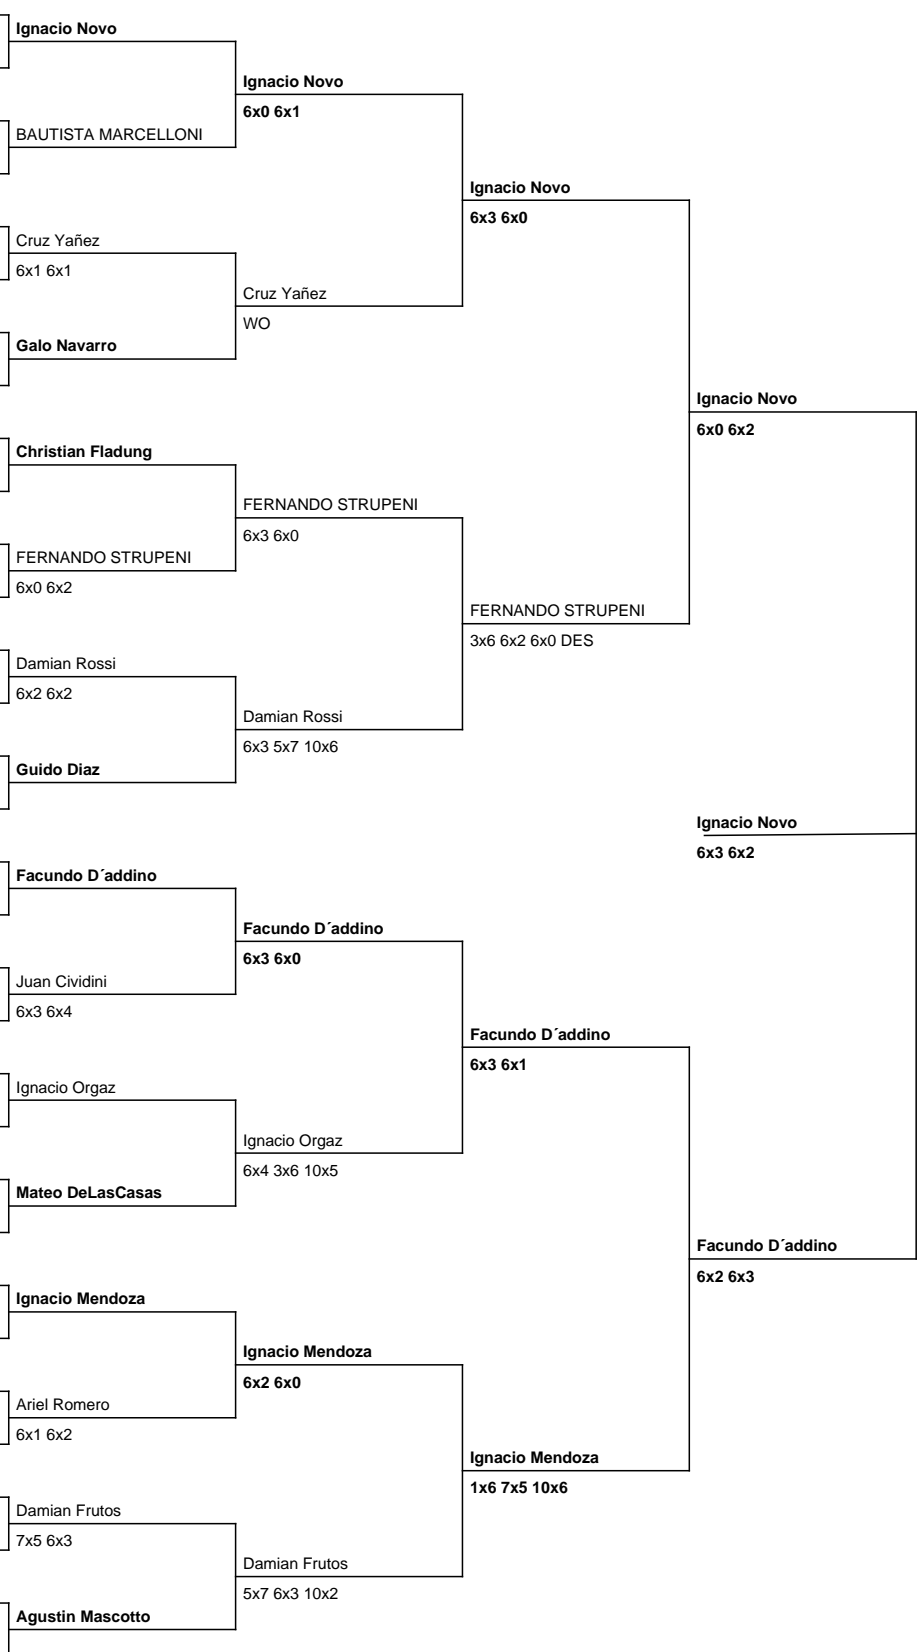 Ignacio Novo
Ignacio Novo
6x0 6x1
BAUTISTA MARCELLONI
Ignacio Novo
6x3 6x0
Cruz Yañez
6x1 6x1
Cruz Yañez
WO
Galo Navarro
Ignacio Novo
6x0 6x2
Christian Fladung
FERNANDO STRUPENI
6x3 6x0
FERNANDO STRUPENI
6x0 6x2
FERNANDO STRUPENI
3x6 6x2 6x0 DES
Damian Rossi
6x2 6x2
Damian Rossi
6x3 5x7 10x6
Guido Diaz
Ignacio Novo
6x3 6x2
Facundo D´addino
Facundo D´addino
6x3 6x0
Juan Cividini
6x3 6x4
Facundo D´addino
6x3 6x1
Ignacio Orgaz
Ignacio Orgaz
6x4 3x6 10x5
Mateo DeLasCasas
Facundo D´addino
6x2 6x3
Ignacio Mendoza
Ignacio Mendoza
6x2 6x0
Ariel Romero
6x1 6x2
Ignacio Mendoza
1x6 7x5 10x6
Damian Frutos
7x5 6x3
Damian Frutos
5x7 6x3 10x2
Agustin Mascotto